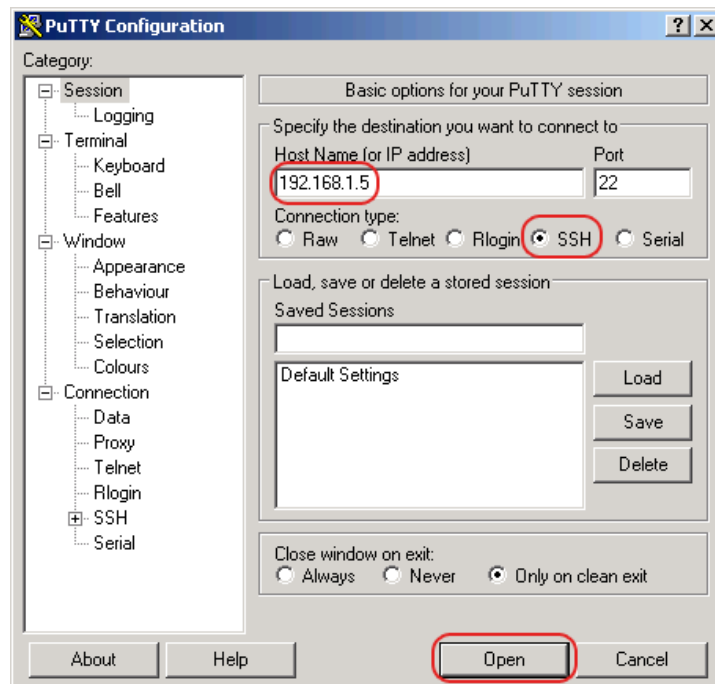 PuTTY Configuration
Category:
Session
Logging
Terminal
Keyboard
Bell
Features
Window
Appearance
Behaviour
Translation
Selection
Colours
Connection
Data
Proxy
Telnet
Rlogin
SSH
Serial
Basic options for your PuTTY session
Specify the destination you want to connect to
Host Name (or IP address) Port
192.168.1.5 22
Connection type:
Raw Telnet Rlogin SSH Serial
Load, save or delete a stored session
Saved Sessions
Default Settings
Load
Save
Delete
Close window on exit:
Always Never Only on clean exit
About Help Open Cancel